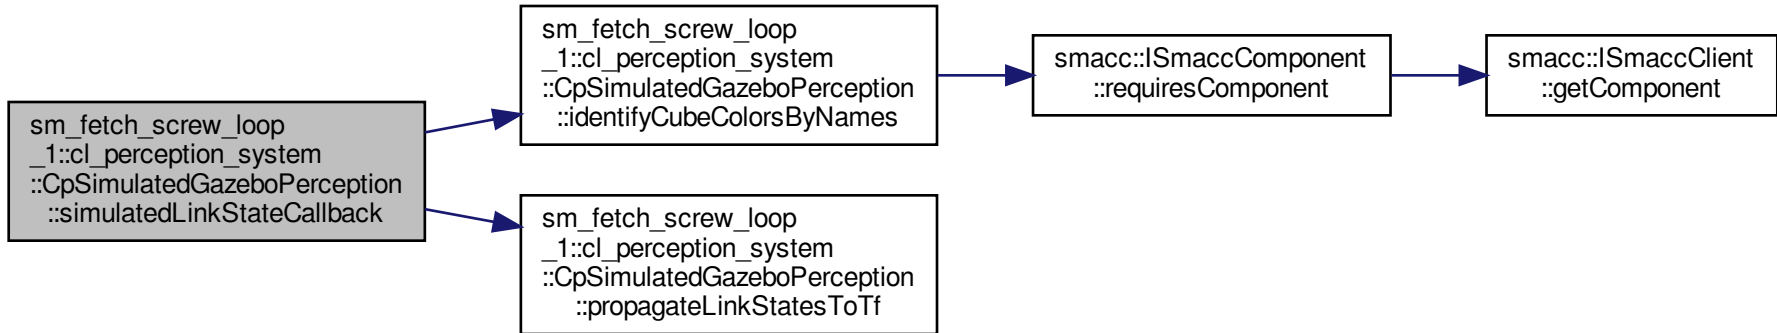 sm_fetch_screw_loop
_1::cl_perception_system
::CpSimulatedGazeboPerception
::simulatedLinkStateCallback
sm_fetch_screw_loop
_1::cl_perception_system
::CpSimulatedGazeboPerception
::identifyCubeColorsByNames
smacc::ISmaccComponent
::requiresComponent
smacc::ISmaccClient
::getComponent
sm_fetch_screw_loop
_1::cl_perception_system
::CpSimulatedGazeboPerception
::propagateLinkStatesToTf